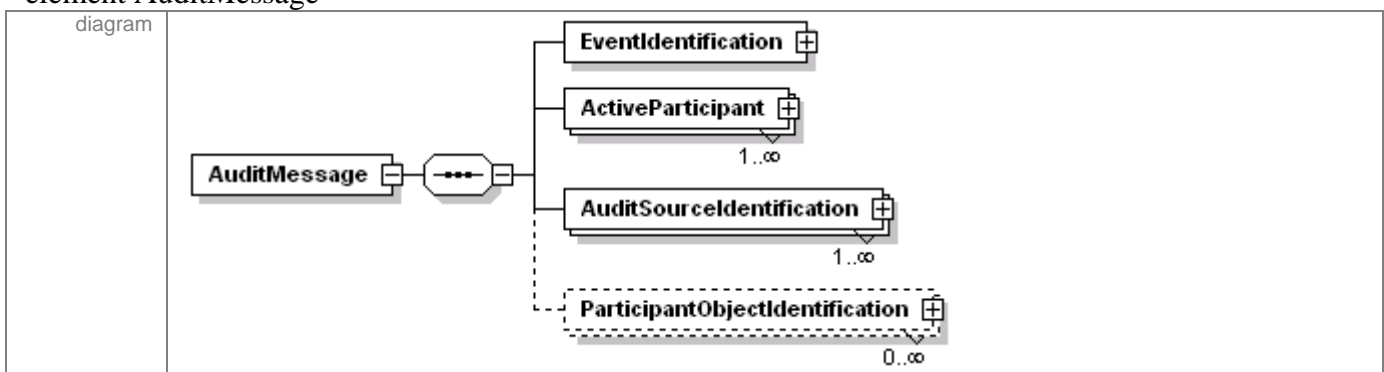 element AuditMessage
diagram
EventIdentification
ActiveParticipant
1..∞
AuditMessage
AuditSourceIdentification
1..∞
ParticipantObjectIdentification
0..∞